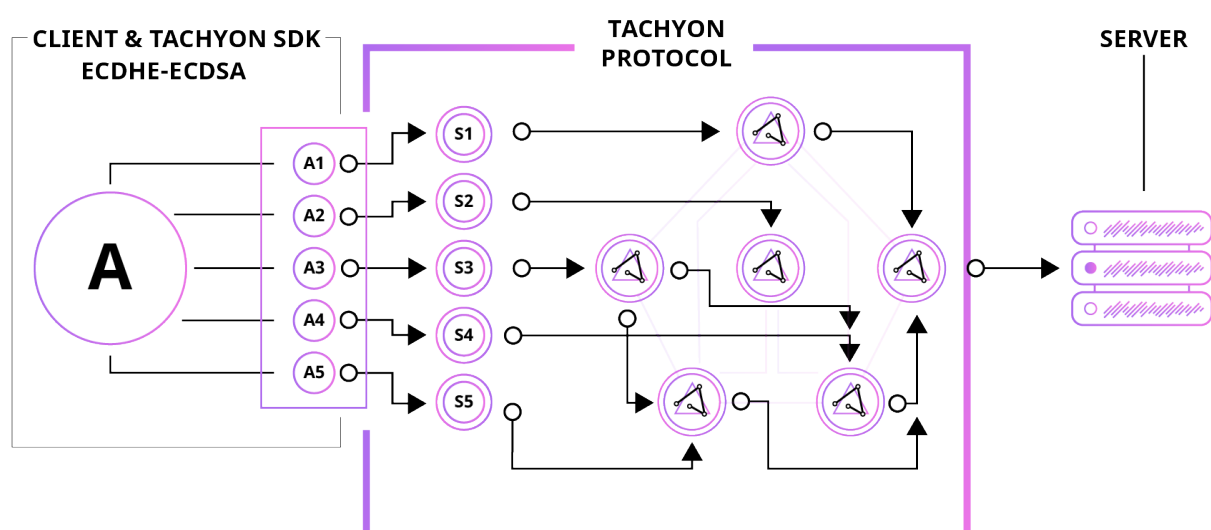 CLIENT & TACHYON SDK
ECDHE-ECDSA
TACHYON
PROTOCOL
SERVER
A
A1
A2
A3
A4
A5
S1
S2
S3
S4
S5